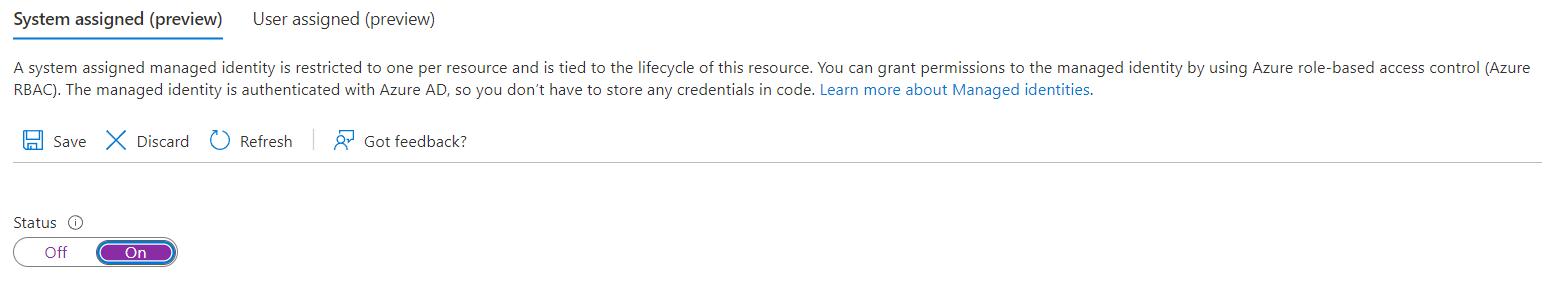 System assigned (preview) User assigned (preview)
A system assigned managed identity is restricted to one per resource and is tied to the lifecycle of this resource. You can grant permissions to the managed identity by using Azure role-based access control (Azure
RBAC). The managed identity is authenticated with Azure AD, so you don't have to store any credentials in code. Learn more about Managed identities.
Save Discard Refresh Got feedback?
Status
Off On